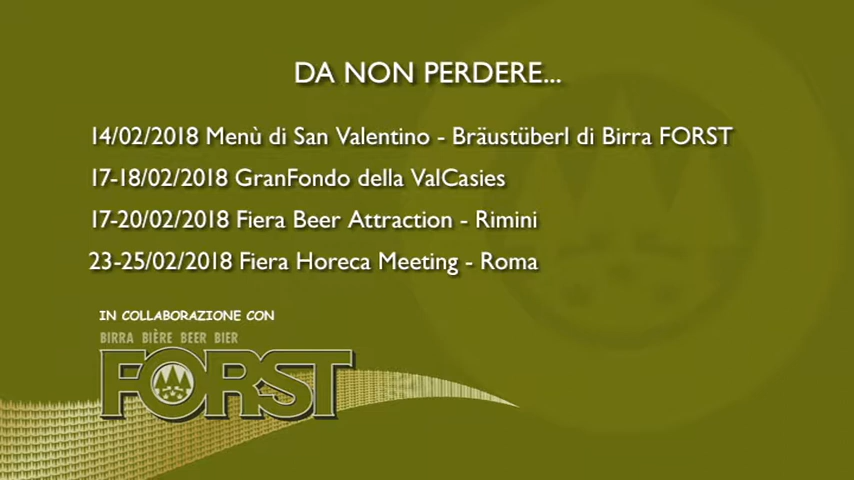 DA NON PERDERE...
14/02/2018 Menù di San Valentino - Bräustüberl di Birra FORST
17-18/02/2018 GranFondo della ValCasies
17-20/02/2018 Fiera Beer Attraction - Rimini
23-25/02/2018 Fiera Horeca Meeting - Roma
IN COLLABORAZIONE CON
BIRRA BIÈRE BEER BIER
FORST